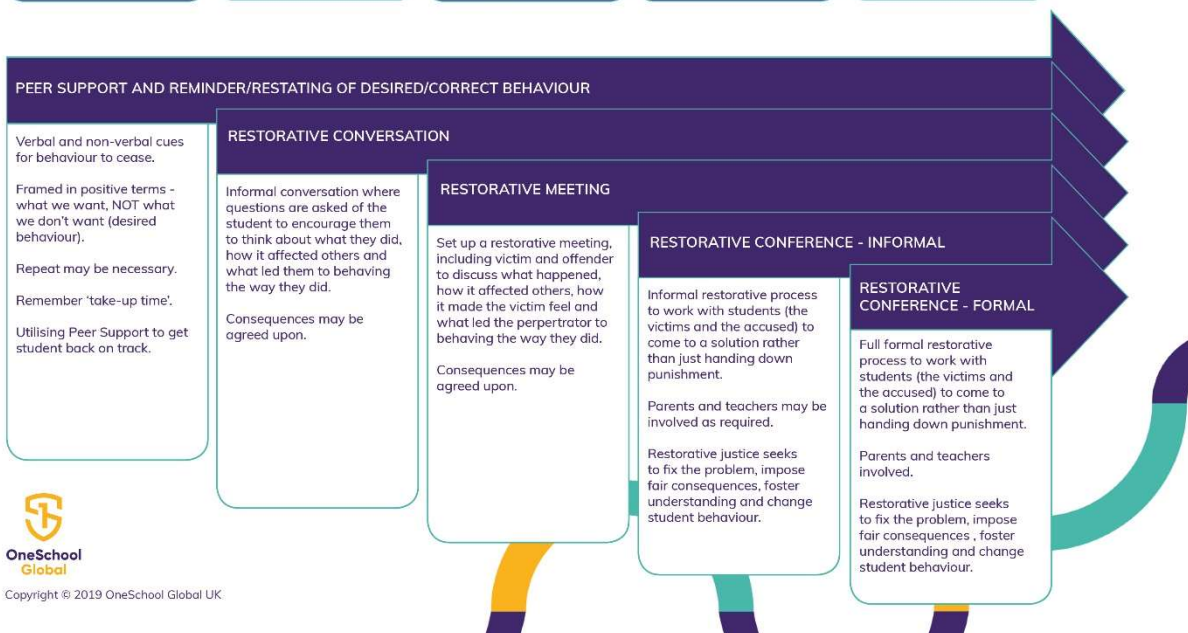 PEER SUPPORT AND REMINDER/RESTATING OF DESIRED/CORRECT BEHAVIOUR
Verbal and non-verbal cues
for behaviour to cease.
Framed in positive terms -
what we want, NOT what
we don't want (desired
behaviour).
Repeat may be necessary.
Remember 'take-up time'.
Utilising Peer Support to get
student back on track.
RESTORATIVE CONVERSATION
Informal conversation where
questions are asked of the
student to encourage them
to think about what they did,
how it affected others and
what led them to behaving
the way they did.
Consequences may be
agreed upon.
RESTORATIVE MEETING
Set up a restorative meeting,
including victim and offender
to discuss what happened,
how it affected others, how
it made the victim feel and
what led the perpertrator to
behaving the way they did.
Consequences may be
agreed upon.
RESTORATIVE CONFERENCE - INFORMAL
Informal restorative process
to work with students (the
victims and the accused) to
come to a solution rather
than just handing down
punishment.
Parents and teachers may be
involved as required.
Restorative justice seeks
to fix the problem, impose
fair consequences, foster
understanding and change
student behaviour.
RESTORATIVE
CONFERENCE - FORMAL
Full formal restorative
process to work with
students (the victims and
the accused) to come to
a solution rather than just
handing down punishment.
Parents and teachers
involved.
Restorative justice seeks
to fix the problem, impose
fair consequences , foster
understanding and change
student behaviour.
OneSchool
Global
Copyright © 2019 OneSchool Global UK